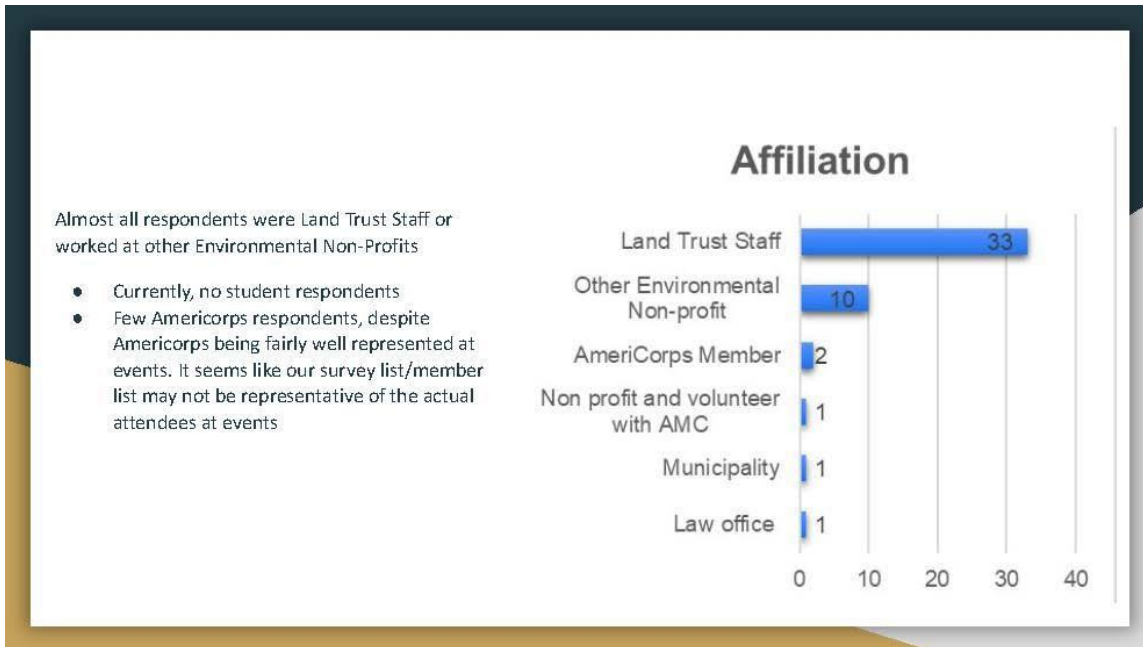 Almost all respondents were Land Trust Staff or
worked at other Environmental Non-Profits
● Currently, no student respondents
● Few Americorps respondents, despite
Americorps being fairly well represented at
events. It seems like our survey list/member
list may not be representative of the actual
attendees at events
Affiliation
Land Trust Staff 33
Other Environmental
Non-profit 10
AmeriCorps Member 2
Non profit and volunteer
with AMC 1
Municipality 1
Law office 1
0 10 20 30 40